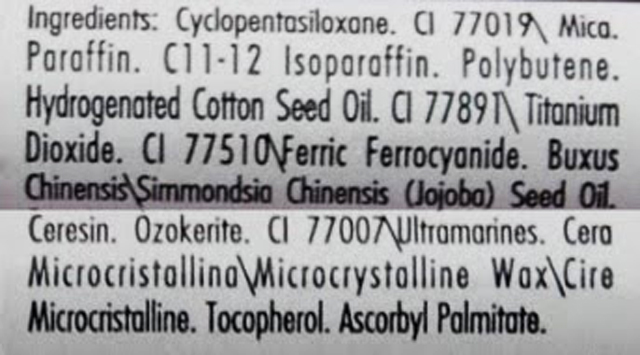 Ingredients: Cyclopentasiloxane. CI 77019\ Mica.
Paraffin. C11-12 Isoparaffin. Polybutene.
Hydrogenated Cotton Seed Oil. CI 77891\ Titanium
Dioxide. CI 77510\Ferric Ferrocyanide. Buxus
Chinensis\Simmondsia Chinensis (Jojoba) Seed Oil.
Ceresin. Ozokerite. CI 77007\Ultramarines. Cera
Microcristallina\Microcrystalline Wax\Cire
Microcristalline. Tocopherol. Ascorbyl Palmitate.